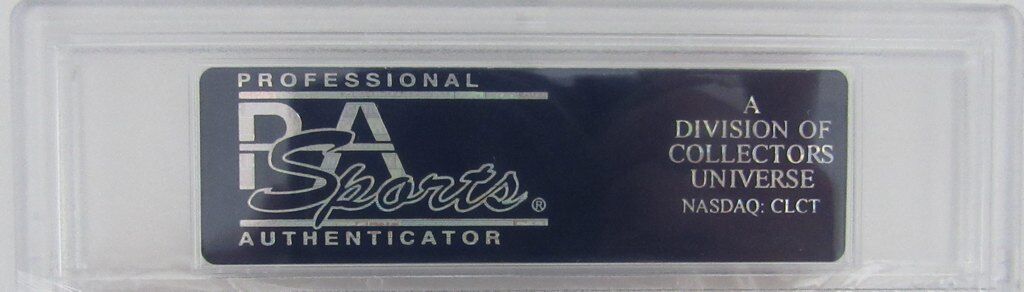 PROFESSIONAL
PSA
Sports®
AUTHENTICATOR
A
DIVISION OF
COLLECTORS
UNIVERSE
NASDAQ: CLCT